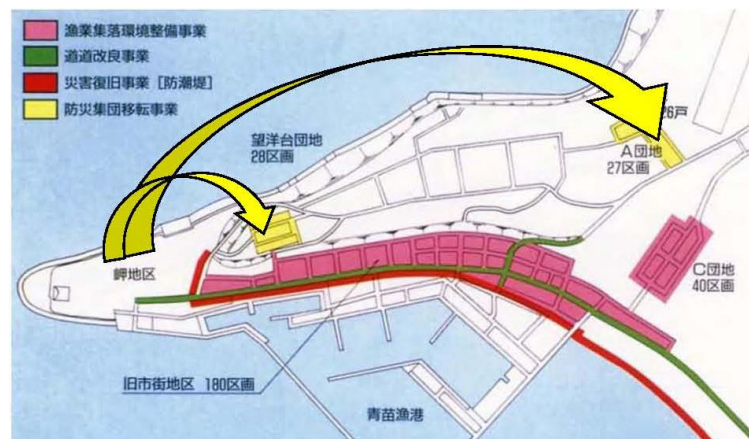 漁業集落環境整備事業
道道改良事業
災害復旧事業［防潮堤］
防災集団移転事業
望洋台団地
28区画
26戸
A団地
27区画
岬地区
C団地
40区画
旧市街地区 180区画
青苗漁港